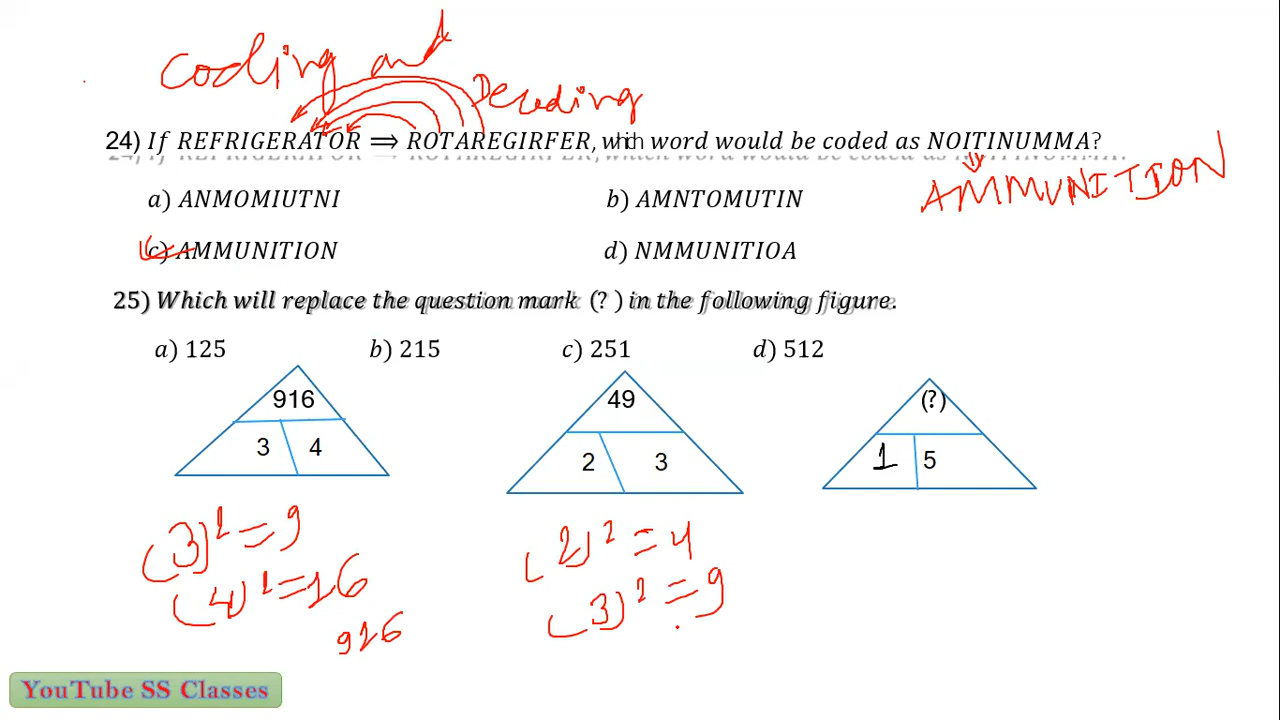 Coding and
Decoding
24) If REFRIGERATOR ⟹ ROTAREGIRFER, which word would be coded as NOITINUMMA?
AMMUNITION
a) ANMOMIUTNI b) AMNTOMUTIN
c) AMMUNITION d) NMMUNITIOA
25) Which will replace the question mark (?) in the following figure.
a) 125 b) 215 c) 251 d) 512
916 49 (?)
3 4 2 3 1 5
(3)² = 9 (2)² = 4
(4)² = 16 (3)² = 9
916
YouTube SS Classes